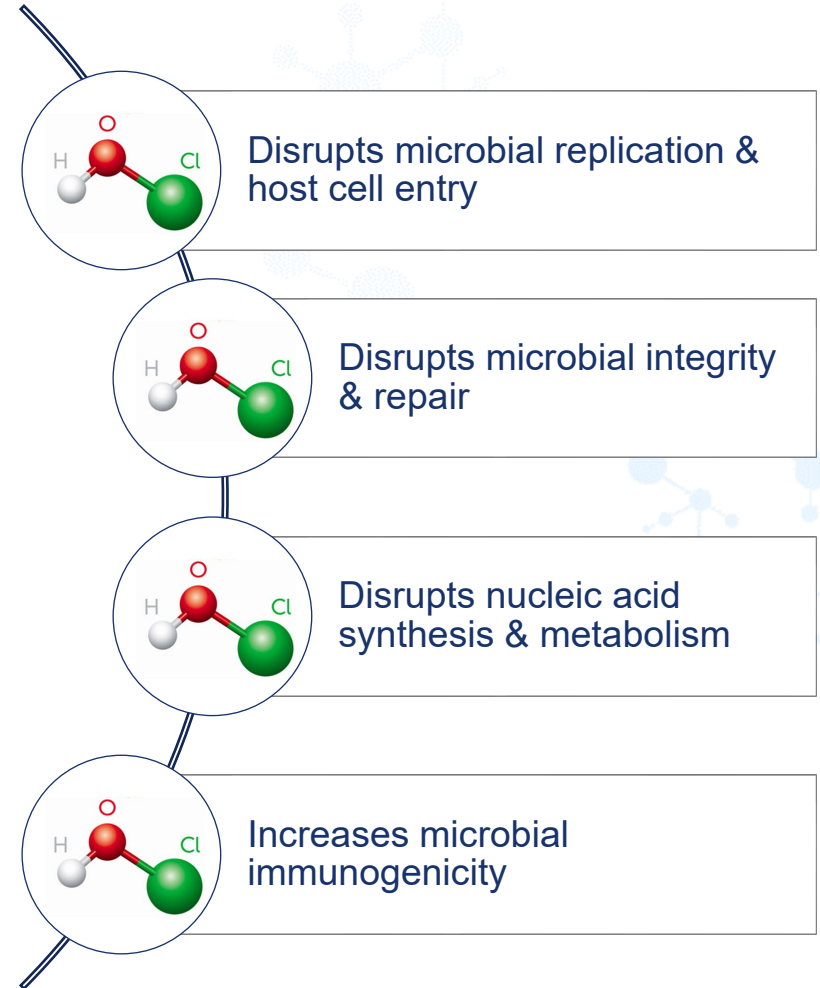 O
H
Cl
Disrupts microbial replication &
host cell entry
O
H
Cl
Disrupts microbial integrity
& repair
O
H
Cl
Disrupts nucleic acid
synthesis & metabolism
O
H
Cl
Increases microbial
immunogenicity